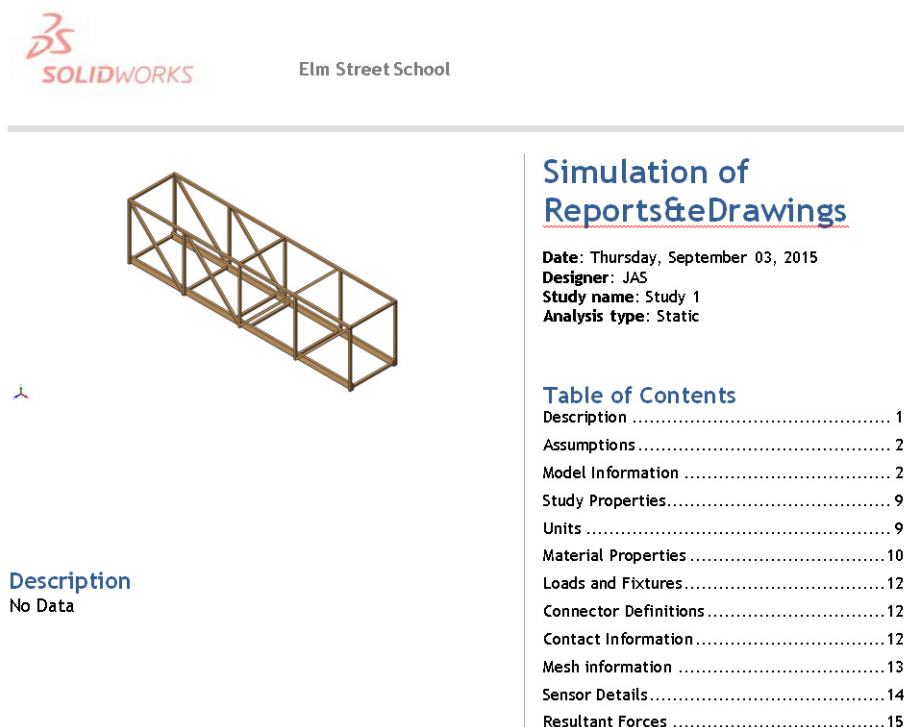 SOLIDWORKS
Elm Street School
Simulation of
Reports&eDrawings
Date: Thursday, September 03, 2015
Designer: JAS
Study name: Study 1
Analysis type: Static
Table of Contents
Description ............................................ 1
Assumptions ........................................... 2
Model Information ................................... 2
Study Properties ...................................... 9
Units .................................................... 9
Material Properties .................................. 10
Loads and Fixtures ................................... 12
Connector Definitions ............................... 12
Contact Information ................................. 12
Mesh information .................................... 13
Sensor Details ......................................... 14
Resultant Forces ..................................... 15
Description
No Data